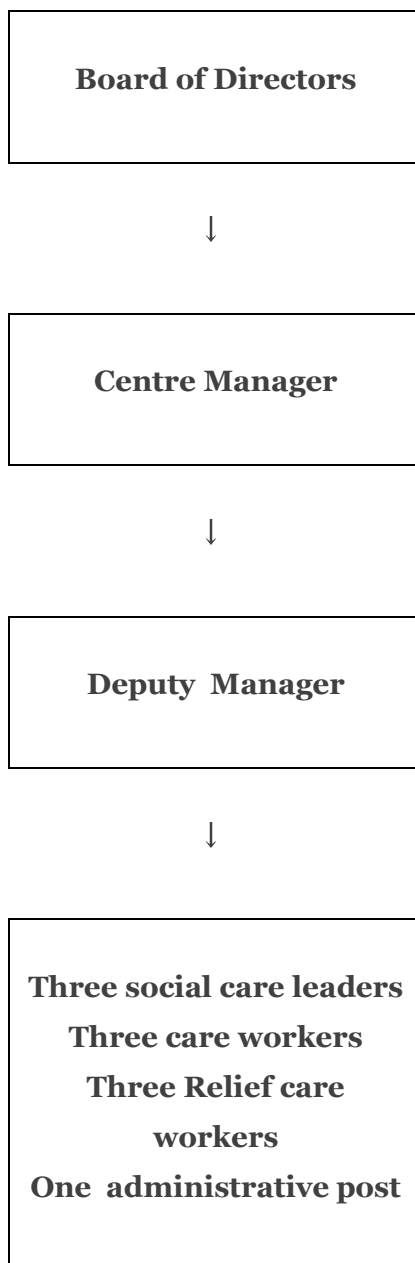 Board of Directors
↓
Centre Manager
↓
Deputy  Manager
↓
Three social care leaders
Three care workers
Three Relief care
workers
One  administrative post